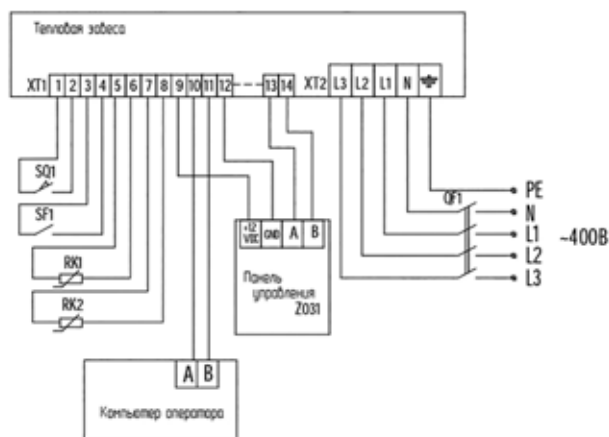 Тепловая завеса
XT1 1 2 3 4 5 6 7 8 9 10 11 12 13 14 XT2 L3 L2 L1 N
SQ1
SF1
RK1
RK2
+12 VDC GND A B
Панель
управления
Z031
QF1
PE
N
L1
~400В
L2
L3
A B
Компьютер оператора